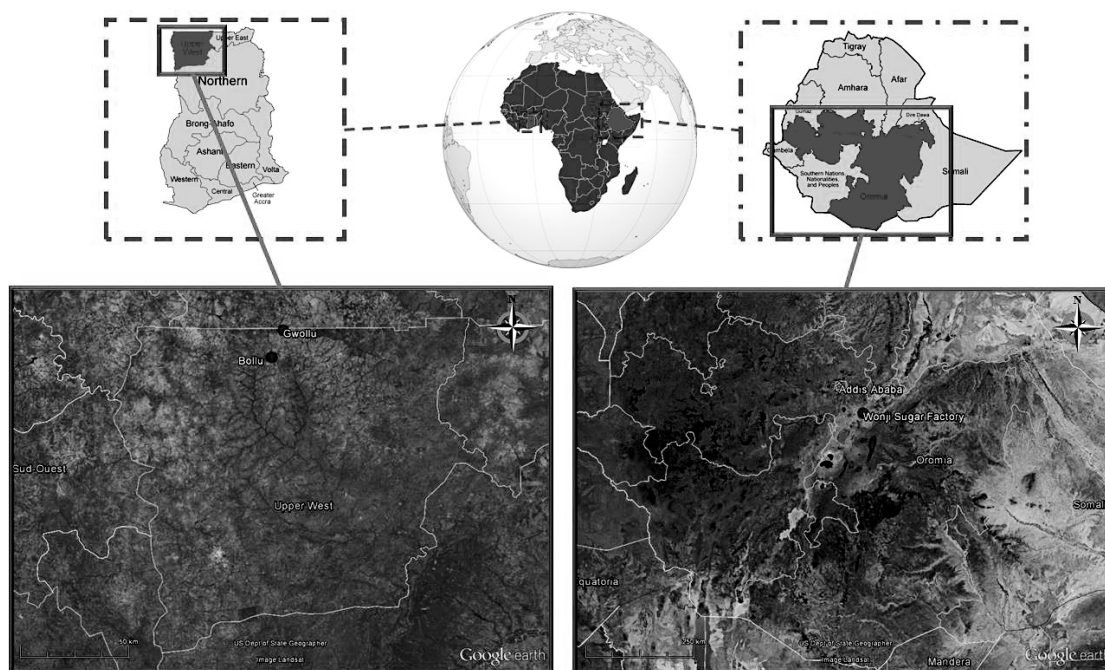 Upper East
Upper
West
Northern
Brong-Ahafo
Ashanti
Eastern
Volta
Western
Central
Greater
Accra
Tigray
Afar
Amhara
Dire Dawa
Somali
Southern Nations,
Nationalities,
and Peoples
Oromia
N
Gwollu
Bollu
Sud-Ouest
Upper West
50 km
US Dept of State Geographer
Image Landsat
Google earth
N
Addis Ababa
Wonji Sugar Factory
Oromia
Somali
quatoria
250 km
US Dept of State Geographer
Image Landsat
Mandera
Google earth